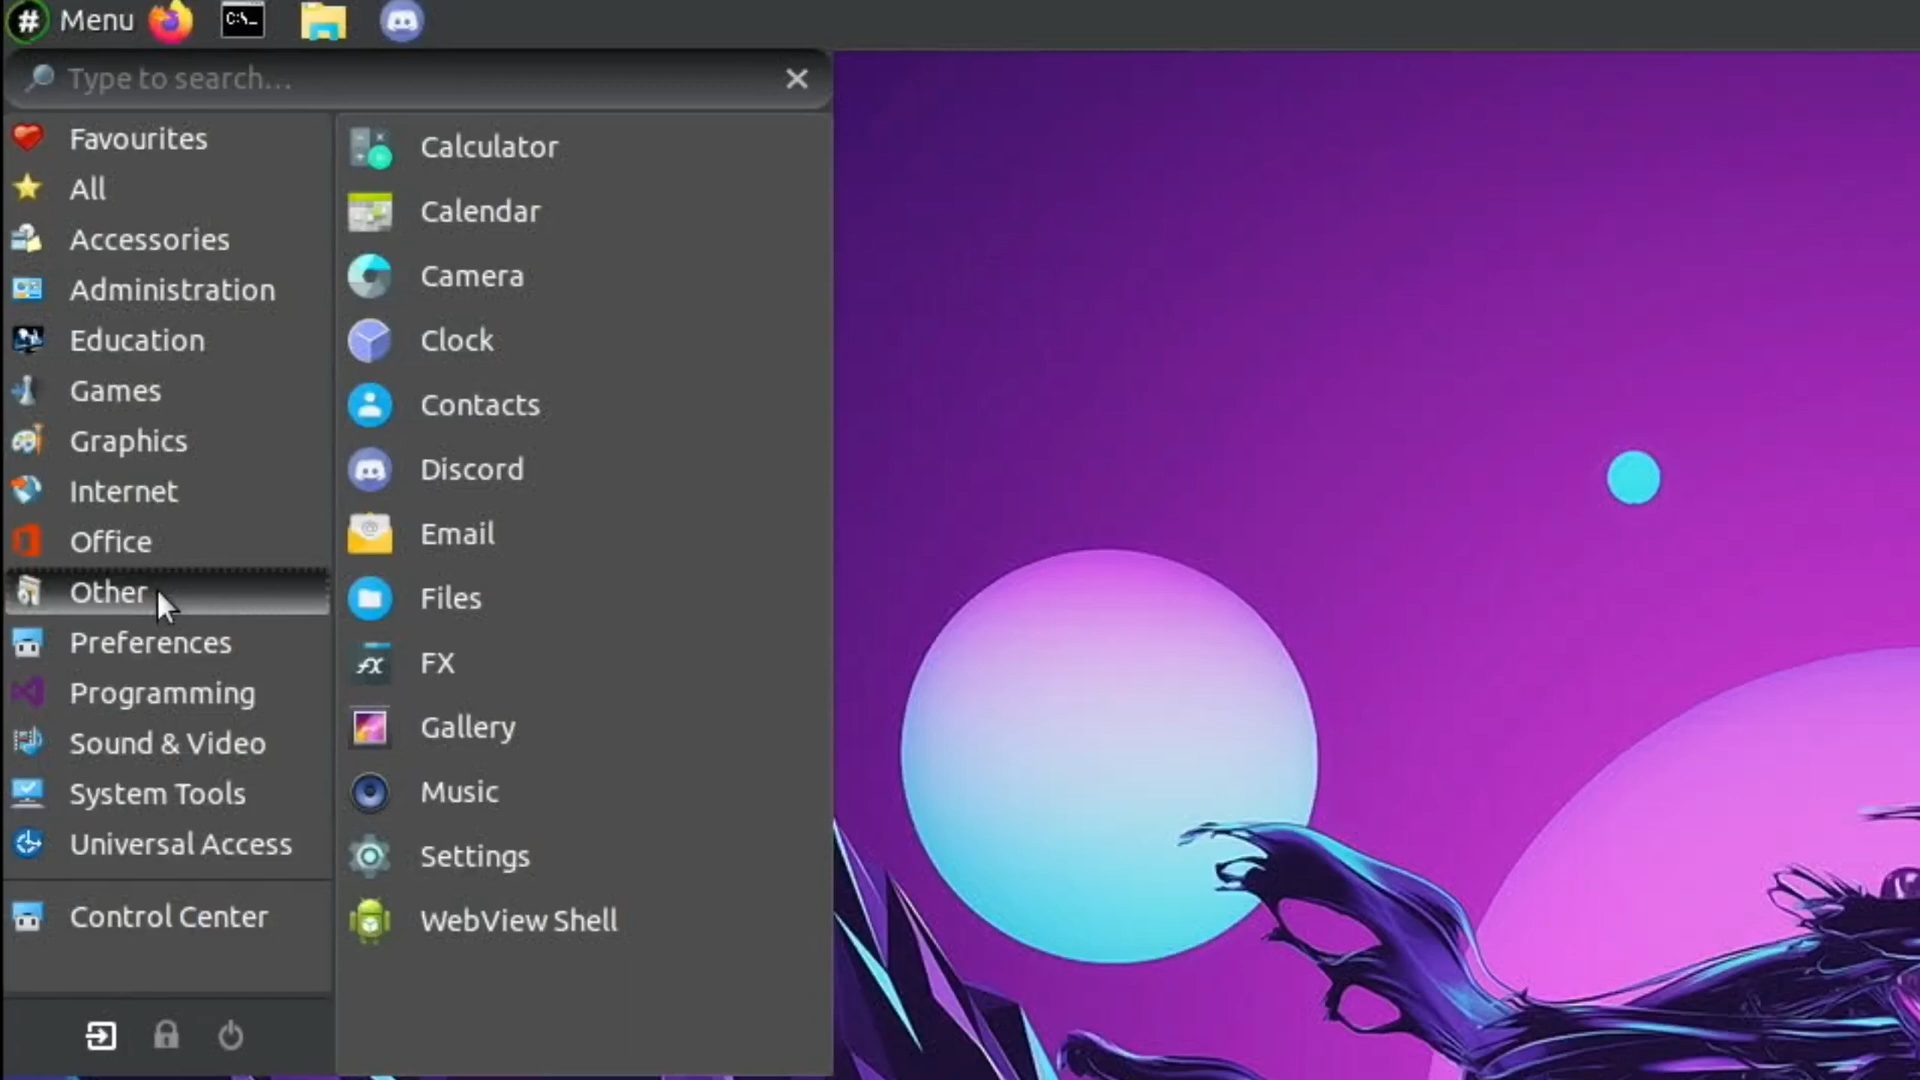 # Menu C:\_
Type to search...
Favourites
All
Accessories
Administration
Education
Games
Graphics
Internet
Office
Other
Preferences
Programming
Sound & Video
System Tools
Universal Access
Control Center
Calculator
Calendar
Camera
Clock
Contacts
Discord
Email
Files
FX
Gallery
Music
Settings
WebView Shell